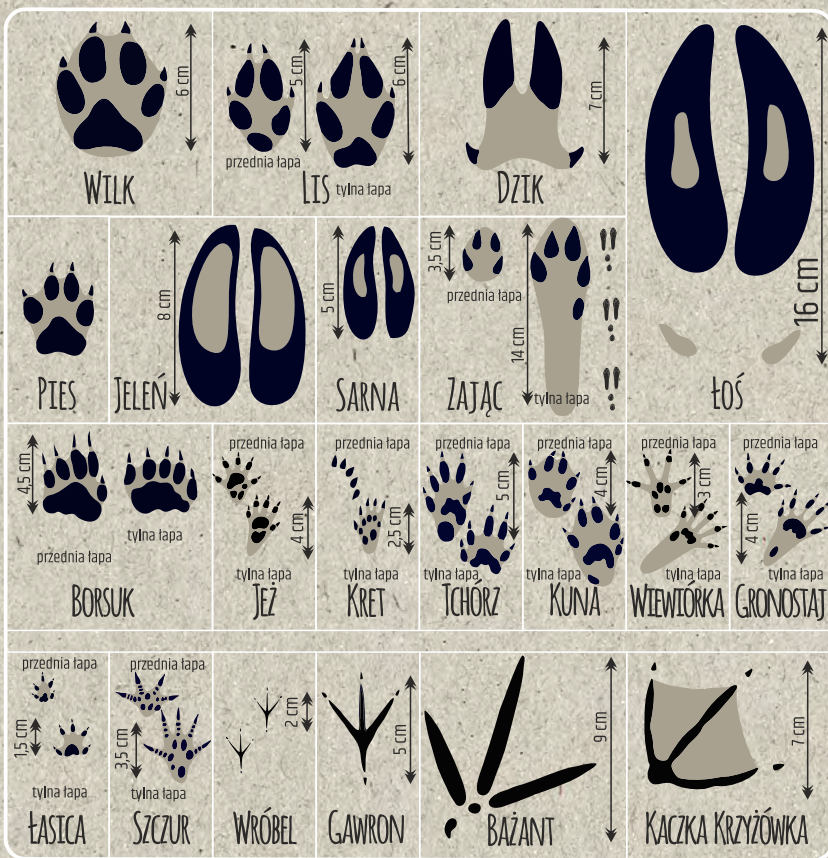 6 cm
WILK
5 cm
6 cm
przednia łapa
LIS tylna łapa
7 cm
DZIK
16 cm
ŁOŚ
PIES
8 cm
JELEŃ
5 cm
SARNA
3,5 cm
przednia łapa
14 cm
tylna łapa
ZAJĄC
4,5 cm
tylna łapa
przednia łapa
BORSUK
przednia łapa
4 cm
tylna łapa
JEŻ
przednia łapa
2,5 cm
tylna łapa
KRET
przednia łapa
5 cm
tylna łapa
TCHÓRZ
przednia łapa
4 cm
tylna łapa
KUNA
przednia łapa
3 cm
tylna łapa
WIEWIÓRKA
przednia łapa
4 cm
tylna łapa
GRONOSTAJ
przednia łapa
1,5 cm
tylna łapa
ŁASICA
przednia łapa
3,5 cm
tylna łapa
SZCZUR
2 cm
WRÓBEL
5 cm
GAWRON
9 cm
BAŻANT
7 cm
KACZKA KRZYŻÓWKA